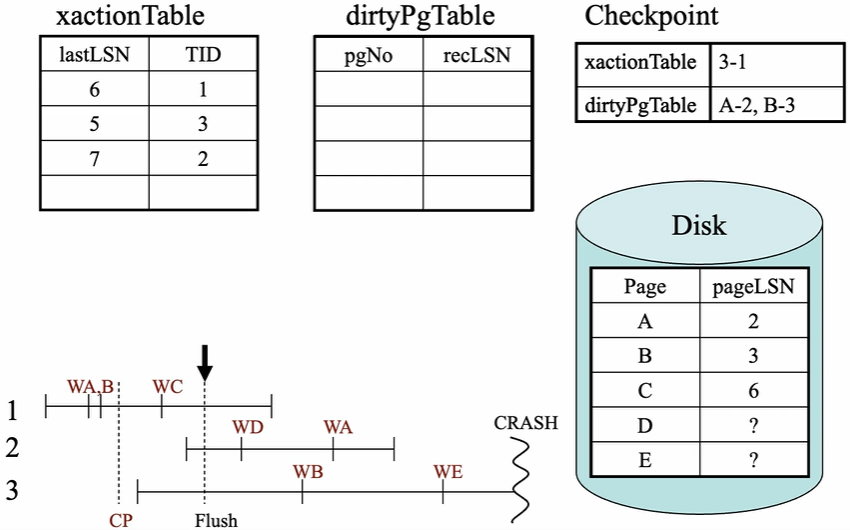 xactionTable
lastLSN TID
6 1
5 3
7 2
dirtyPgTable
pgNo recLSN
Checkpoint
xactionTable 3-1
dirtyPgTable A-2, B-3
Disk
Page pageLSN
A 2
B 3
C 6
D ?
E ?
WA,B WC
1
WD WA CRASH
2
WB WE
3
CP Flush